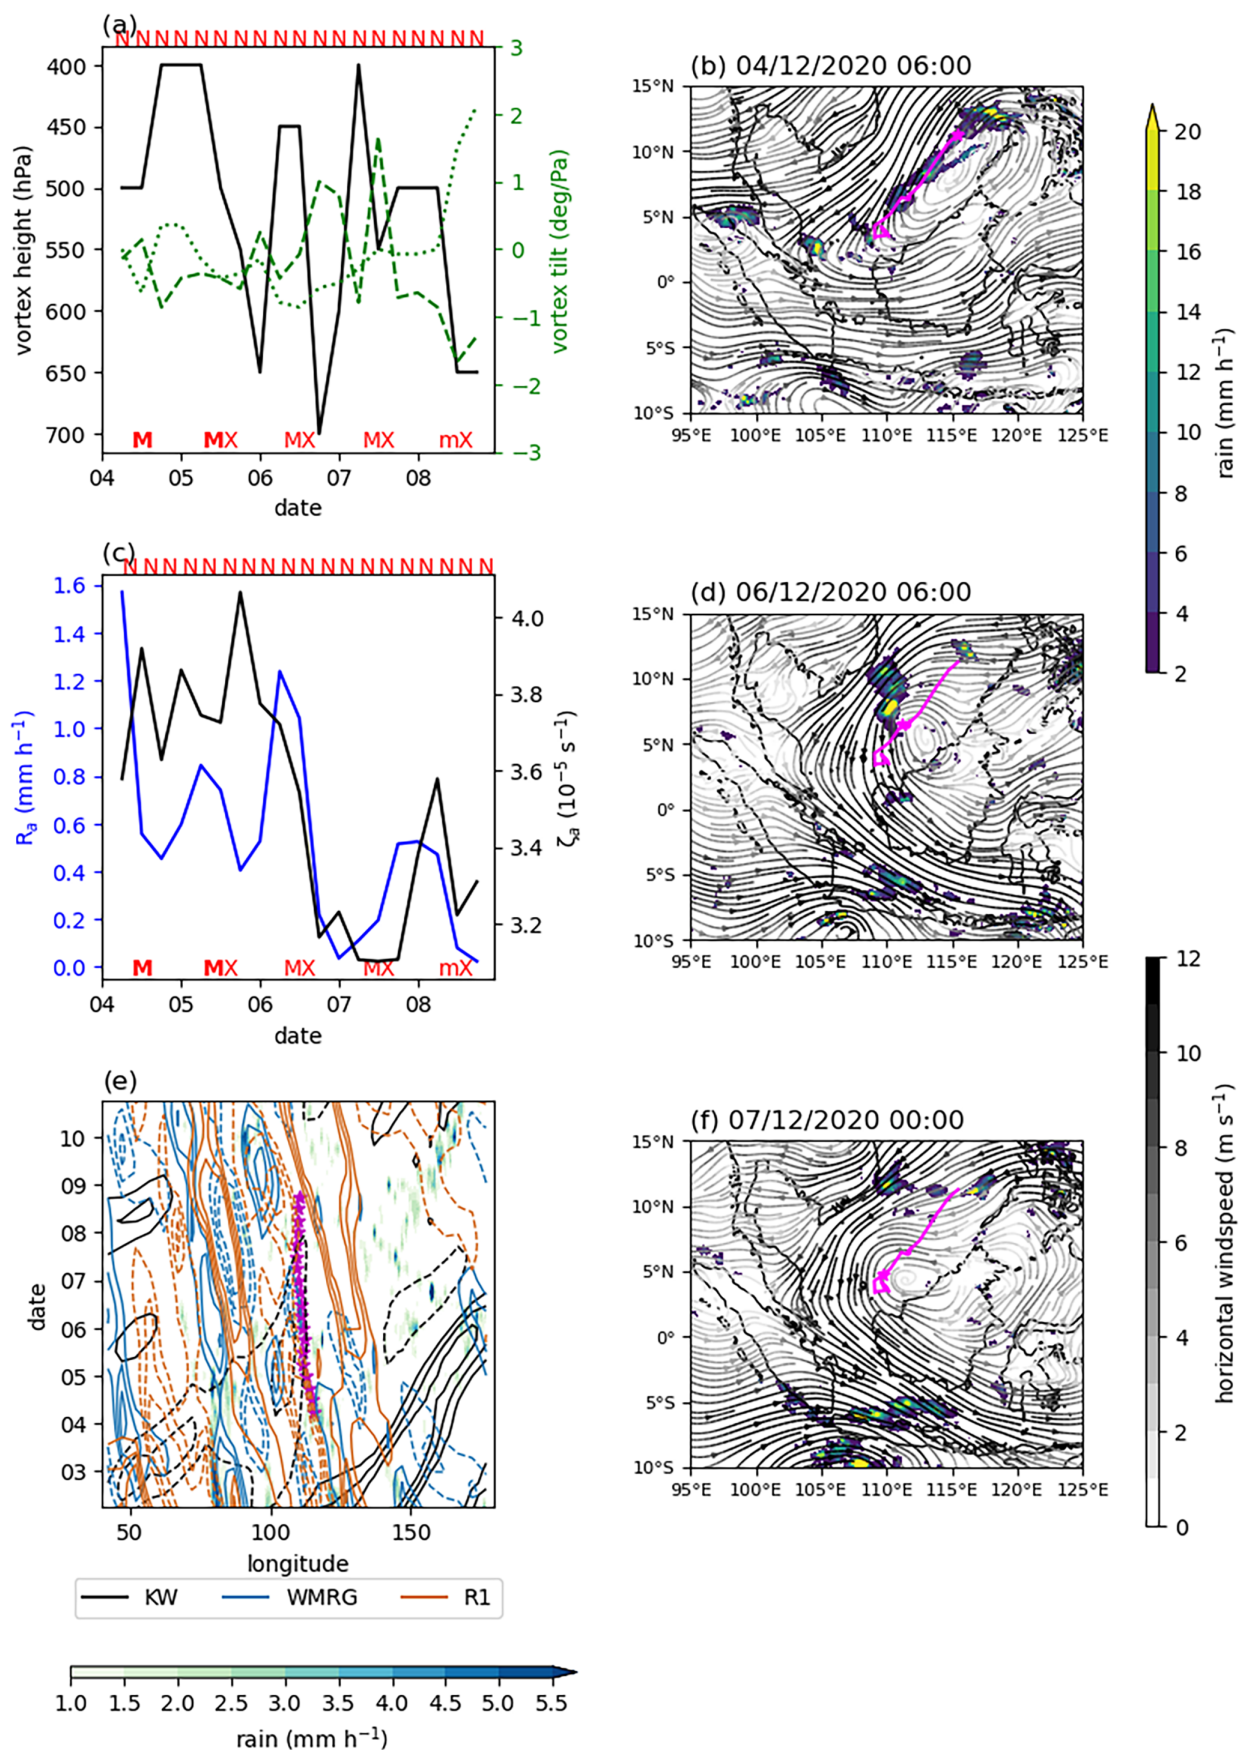 (a)
N N N N N N N N N N N N N N N N N N N
400
450
500
550
600
650
700
vortex height (hPa)
3
2
1
0
−1
−2
−3
vortex tilt (deg/Pa)
M MX MX MX mX
04 05 06 07 08
date
(b) 04/12/2020 06:00
15°N
10°N
5°N
0°
5°S
10°S
95°E 100°E 105°E 110°E 115°E 120°E 125°E
20
18
16
14
12
10
8
6
4
2
rain (mm h⁻¹)
(c)
N N N N N N N N N N N N N N N N N N N
1.6
1.4
1.2
1.0
0.8
0.6
0.4
0.2
0.0
Rₐ (mm h⁻¹)
4.0
3.8
3.6
3.4
3.2
ζₐ (10⁻⁵ s⁻¹)
M MX MX MX mX
04 05 06 07 08
date
(d) 06/12/2020 06:00
15°N
10°N
5°N
0°
5°S
10°S
95°E 100°E 105°E 110°E 115°E 120°E 125°E
(e)
10
09
08
07
06
05
04
03
date
50 100 150
longitude
KW WMRG R1
1.0 1.5 2.0 2.5 3.0 3.5 4.0 4.5 5.0 5.5
rain (mm h⁻¹)
(f) 07/12/2020 00:00
15°N
10°N
5°N
0°
5°S
10°S
95°E 100°E 105°E 110°E 115°E 120°E 125°E
12
10
8
6
4
2
0
horizontal windspeed (m s⁻¹)